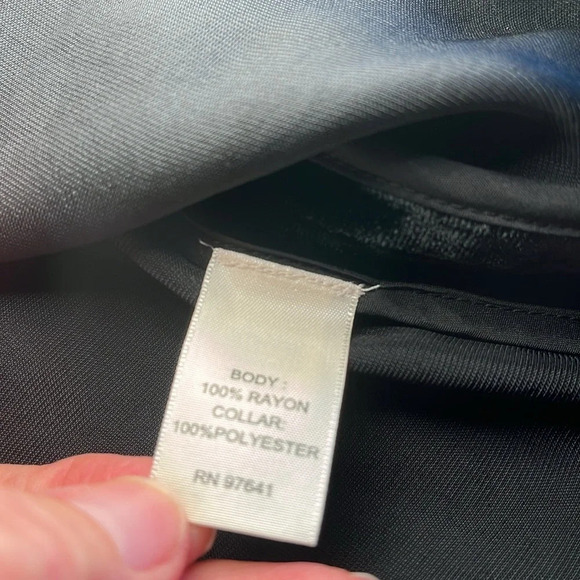 BODY :
100% RAYON
COLLAR:
100%POLYESTER
RN 97641